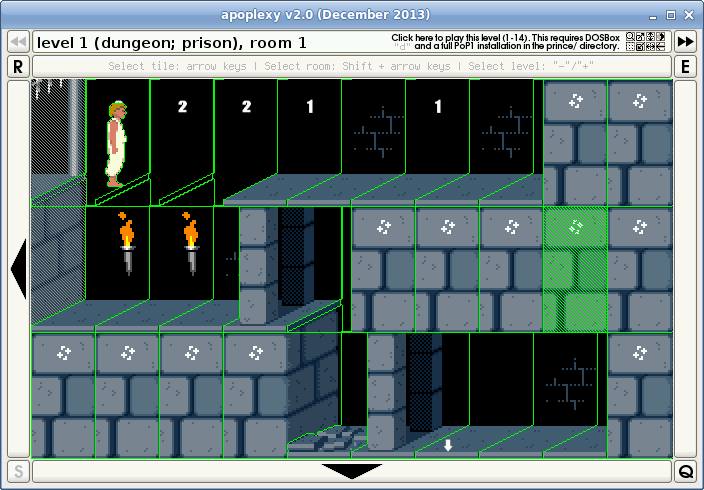 apoplexy v2.0 (December 2013)
level 1 (dungeon; prison), room 1
Click here to play this level (1-14). This requires DOSBox
"d" and a full PoP1 installation in the prince/ directory.
R
Select tile: arrow keys | Select room: Shift + arrow keys | Select level: "-"/"+"
E
2 2 1 1
S
Q